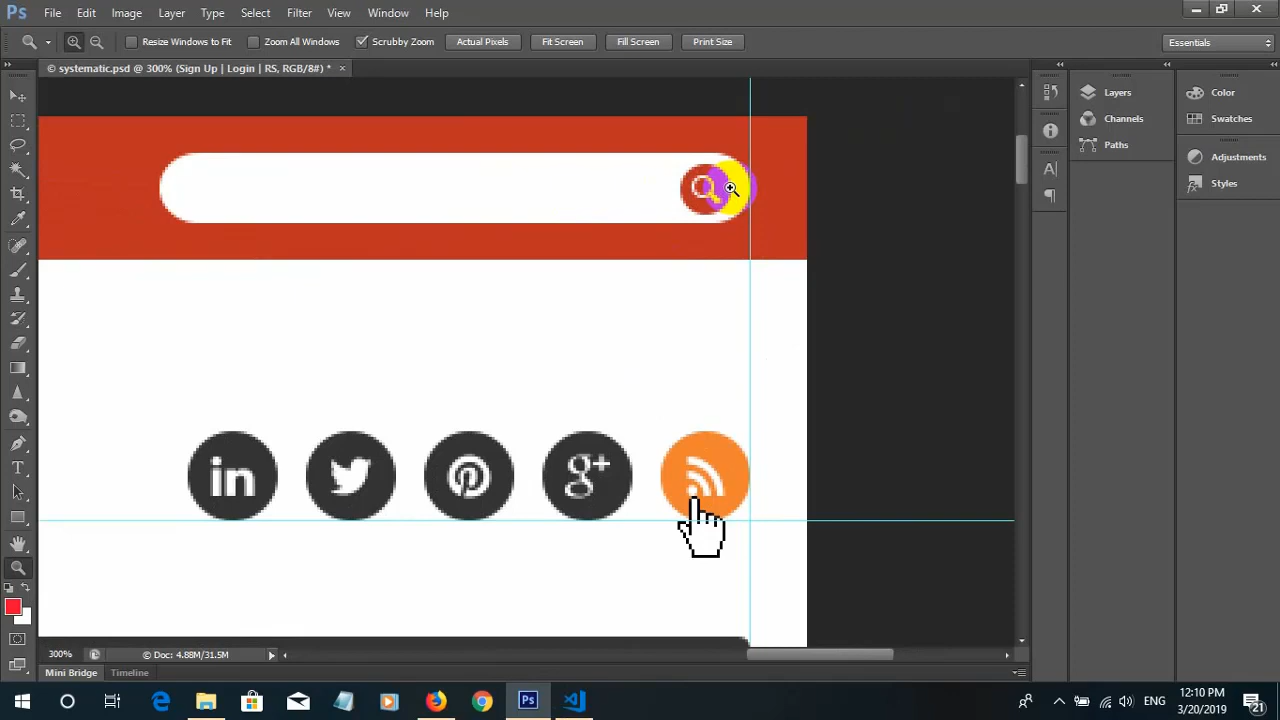 Ps File Edit Image Layer Type Select Filter View Window Help
Resize Windows to Fit Zoom All Windows Scrubby Zoom Actual Pixels Fit Screen Fill Screen Print Size Essentials
© systematic.psd @ 300% (Sign Up | Login | RS, RGB/8#) * ×
Layers
Channels
Paths
Color
Swatches
Adjustments
Styles
in g+
T
300% © Doc: 4.88M/31.5M
Mini Bridge Timeline
Ps ENG 12:10 PM
3/20/2019 21